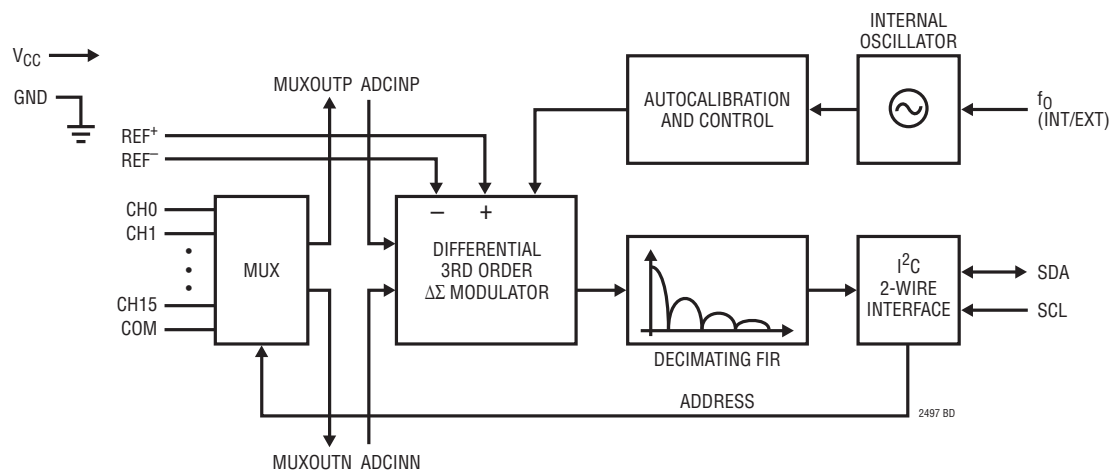 INTERNAL
OSCILLATOR
VCC
GND
MUXOUTP ADCINP
AUTOCALIBRATION
AND CONTROL
fO
(INT/EXT)
REF+
REF–
CH0
CH1
CH15
COM
MUX
– +
DIFFERENTIAL
3RD ORDER
ΔΣ MODULATOR
DECIMATING FIR
I2C
2-WIRE
INTERFACE
SDA
SCL
ADDRESS
2497 BD
MUXOUTN ADCINN